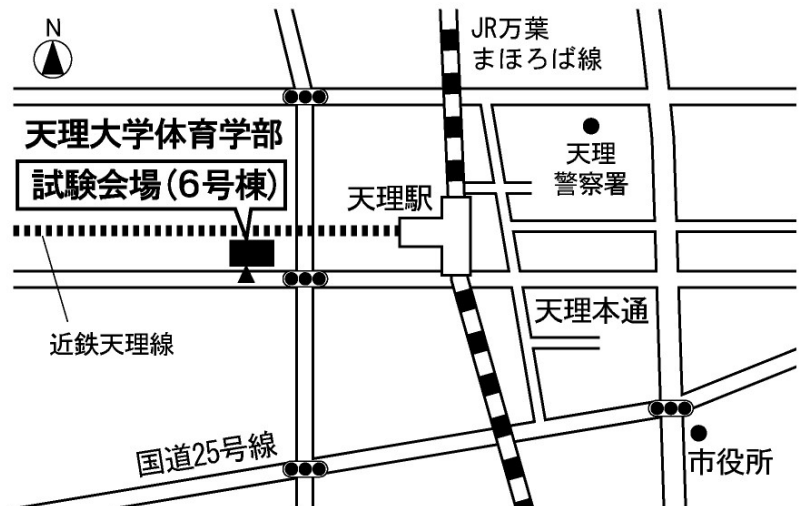 N
JR万葉
まほろば線
天理大学体育学部
試験会場(6号棟)
天理
警察署
天理駅
天理本通
近鉄天理線
国道25号線
市役所